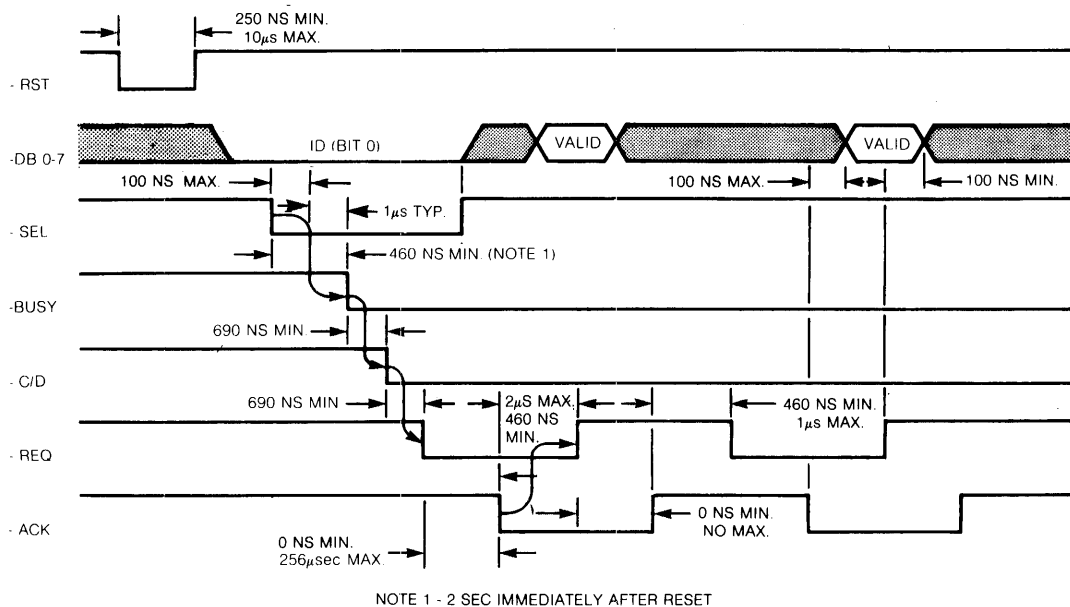 250 NS MIN.
10µs MAX.
- RST
ID (BIT 0)
VALID
VALID
-DB 0-7
100 NS MAX.
100 NS MAX.
100 NS MIN.
1µs TYP.
- SEL
460 NS MIN. (NOTE 1)
-BUSY
690 NS MIN.
- C/D
690 NS MIN
2µS MAX.
460 NS
MIN.
460 NS MIN.
1µs MAX.
- REQ
0 NS MIN.
NO MAX.
- ACK
0 NS MIN.
256µsec MAX.
NOTE 1 - 2 SEC IMMEDIATELY AFTER RESET